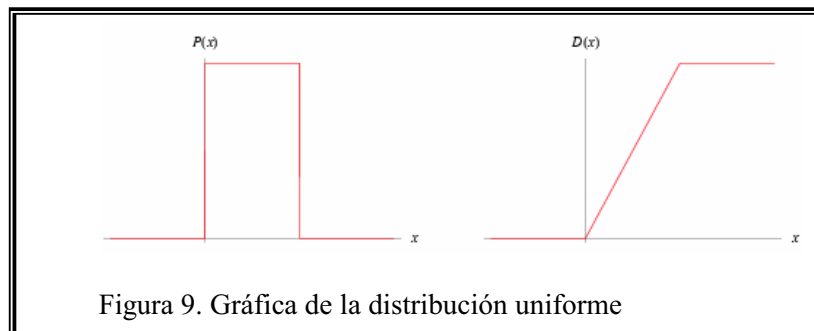 P(x)
D(x)
x
x
Figura 9. Gráfica de la distribución uniforme